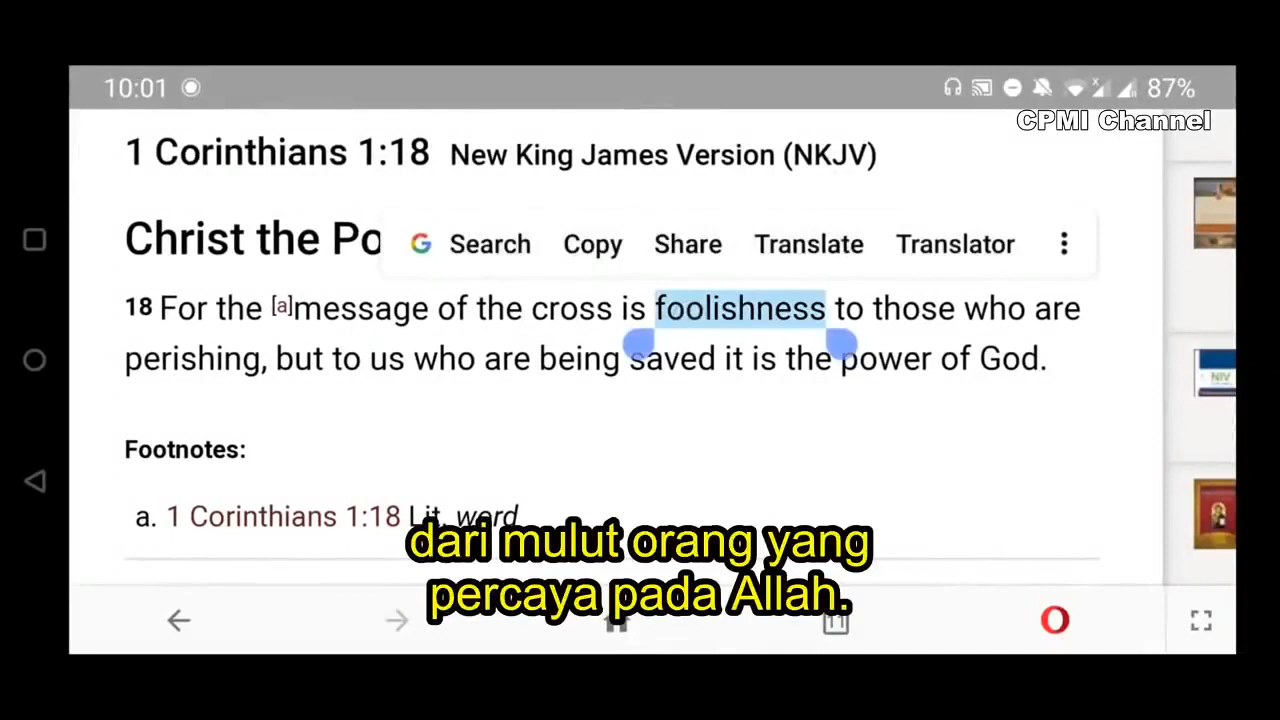 10:01
87%
CPMI Channel
1 Corinthians 1:18 New King James Version (NKJV)
Christ the Po
Search Copy Share Translate Translator
18 For the [a]message of the cross is foolishness to those who are
perishing, but to us who are being saved it is the power of God.
Footnotes:
a. 1 Corinthians 1:18 Lit. word
dari mulut orang yang
percaya pada Allah.
11
NIV